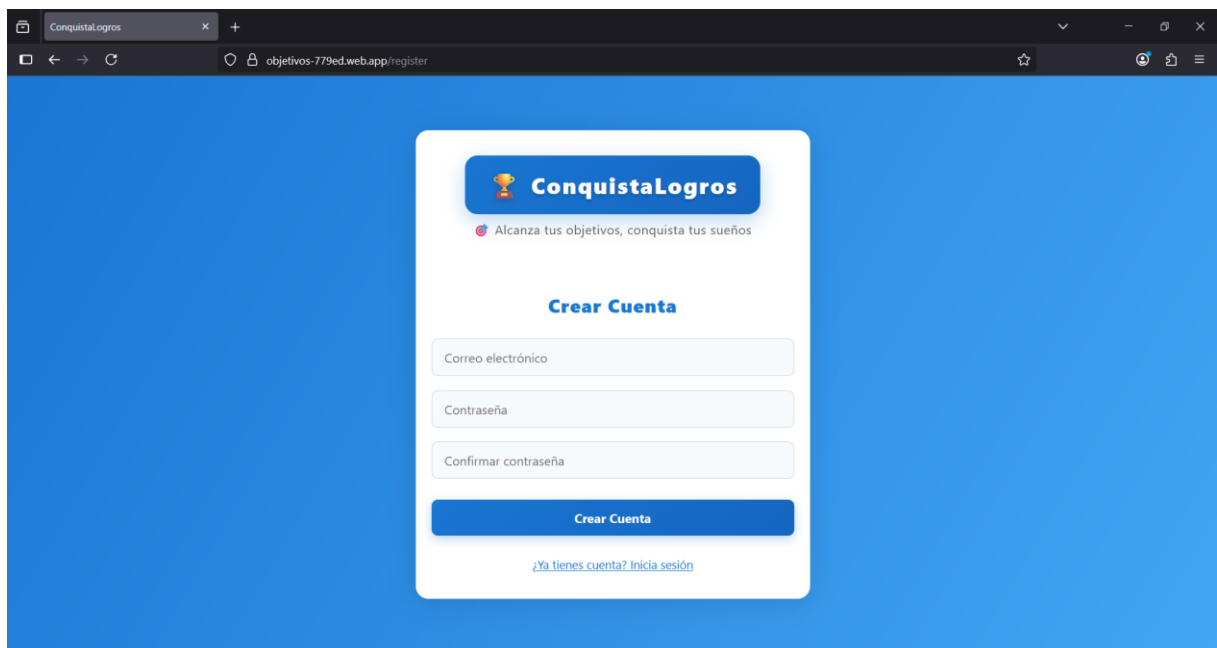 ConquistaLogros
objetivos-779ed.web.app/register
ConquistaLogros
Alcanza tus objetivos, conquista tus sueños
Crear Cuenta
Correo electrónico
Contraseña
Confirmar contraseña
Crear Cuenta
¿Ya tienes cuenta? Inicia sesión